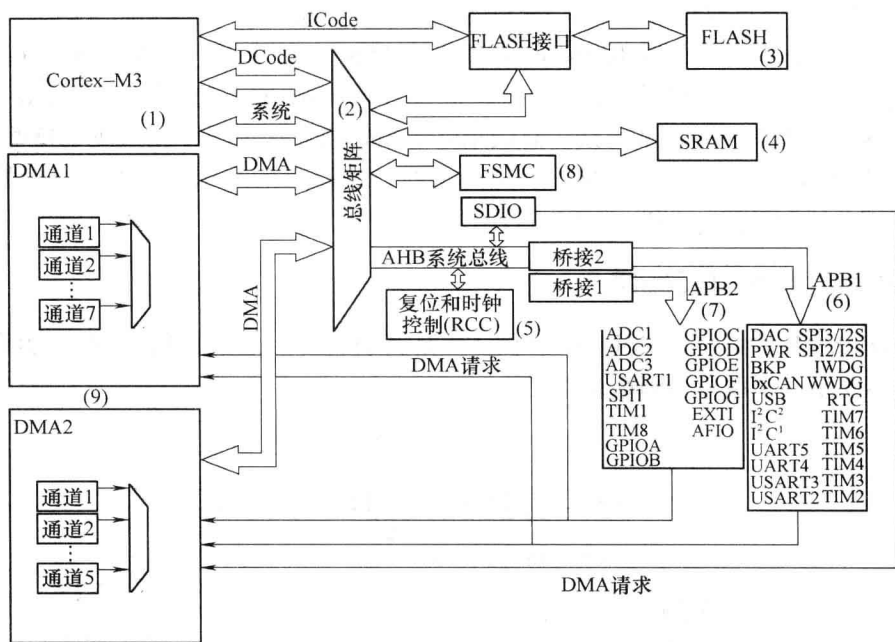 ICode
FLASH接口
FLASH
(3)
Cortex-M3
(1)
DCode
系统
(2)
总线矩阵
SRAM
(4)
DMA1
DMA
FSMC
(8)
SDIO
通道1
通道2
通道7
AHB系统总线
桥接2
桥接1
APB2
(7)
APB1
(6)
复位和时钟
控制(RCC)
(5)
DMA
DMA请求
ADC1
ADC2
ADC3
USART1
SPI1
TIM1
TIM8
GPIOA
GPIOB
GPIOC
GPIOD
GPIOE
GPIOF
GPIOG
EXTI
AFIO
DAC
PWR
BKP
bxCAN
USB
I²C²
I²C¹
UART5
UART4
USART3
USART2
SPI3/I2S
SPI2/I2S
IWDG
WWDG
RTC
TIM7
TIM6
TIM5
TIM4
TIM3
TIM2
(9)
DMA2
通道1
通道2
通道5
DMA请求